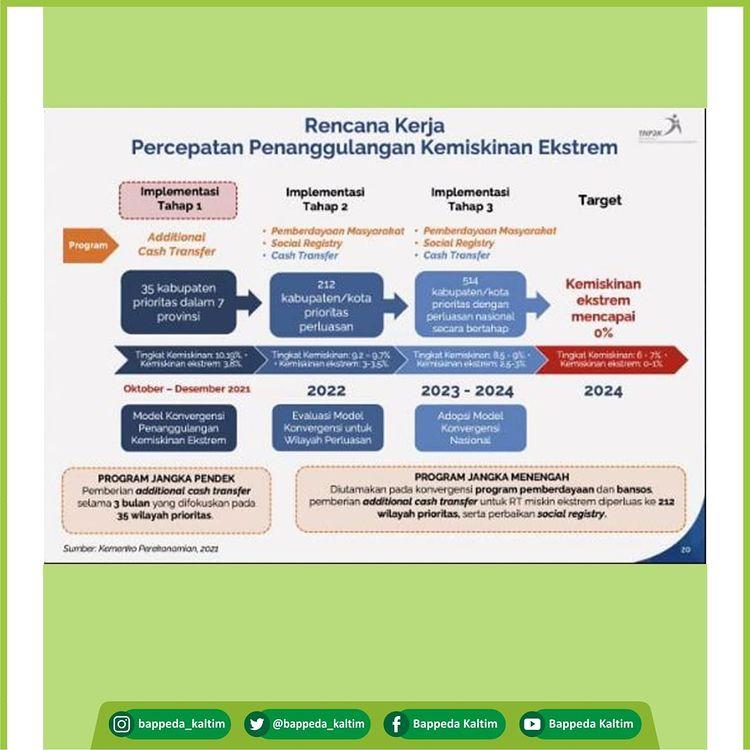 Rencana Kerja
Percepatan Penanggulangan Kemiskinan Ekstrem
TNP2K
Implementasi
Tahap 1
Implementasi
Tahap 2
Implementasi
Tahap 3
Target
Program
Additional
Cash Transfer
• Pemberdayaan Masyarakat
• Social Registry
• Cash Transfer
• Pemberdayaan Masyarakat
• Social Registry
• Cash Transfer
35 kabupaten
prioritas dalam 7
provinsi
212
kabupaten/kota
prioritas
perluasan
514
kabupaten/kota
prioritas dengan
perluasan nasional
secara bertahap
Kemiskinan
ekstrem
mencapai
0%
Tingkat Kemiskinan: 10,19% •
Kemiskinan ekstrem: 3,8%
Tingkat Kemiskinan: 9,2 – 9,7%
• Kemiskinan ekstrem: 3-3,5%
Tingkat Kemiskinan: 8,5 - 9% •
Kemiskinan ekstrem: 2,5-3%
Tingkat Kemiskinan: 6 - 7% •
Kemiskinan ekstrem: 0-1%
Oktober – Desember 2021
2022
2023 - 2024
2024
Model Konvergensi
Penanggulangan
Kemiskinan Ekstrem
Evaluasi Model
Konvergensi untuk
Wilayah Perluasan
Adopsi Model
Konvergensi
Nasional
PROGRAM JANGKA PENDEK
Pemberian additional cash transfer
selama 3 bulan yang difokuskan pada
35 wilayah prioritas.
PROGRAM JANGKA MENENGAH
Diutamakan pada konvergensi program pemberdayaan dan bansos,
pemberian additional cash transfer untuk RT miskin ekstrem diperluas ke 212
wilayah prioritas, serta perbaikan social registry.
Sumber: Kemenko Perekonomian, 2021
20
bappeda_kaltim
@bappeda_kaltim
Bappeda Kaltim
Bappeda Kaltim